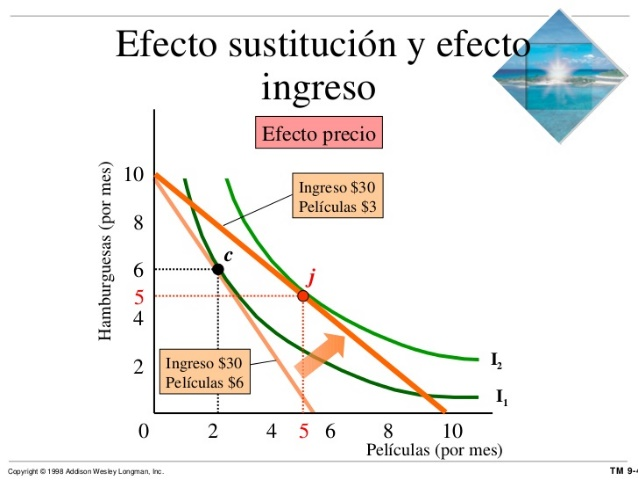 Efecto sustitución y efecto
ingreso
Efecto precio
Hamburguesas (por mes)
10
8
6
5
4
2
Ingreso $30
Películas $3
c
j
Ingreso $30
Películas $6
I2
I1
0 2 4 5 6 8 10
Películas (por mes)
Copyright © 1998 Addison Wesley Longman, Inc.
TM 9-